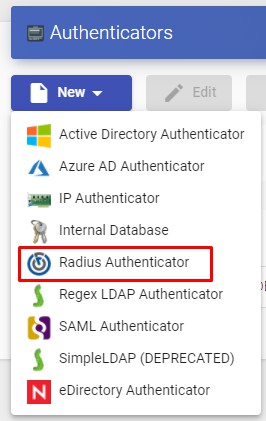 Authenticators
New
Edit
Active Directory Authenticator
Azure AD Authenticator
IP Authenticator
Internal Database
Radius Authenticator
Regex LDAP Authenticator
SAML Authenticator
SimpleLDAP (DEPRECATED)
eDirectory Authenticator